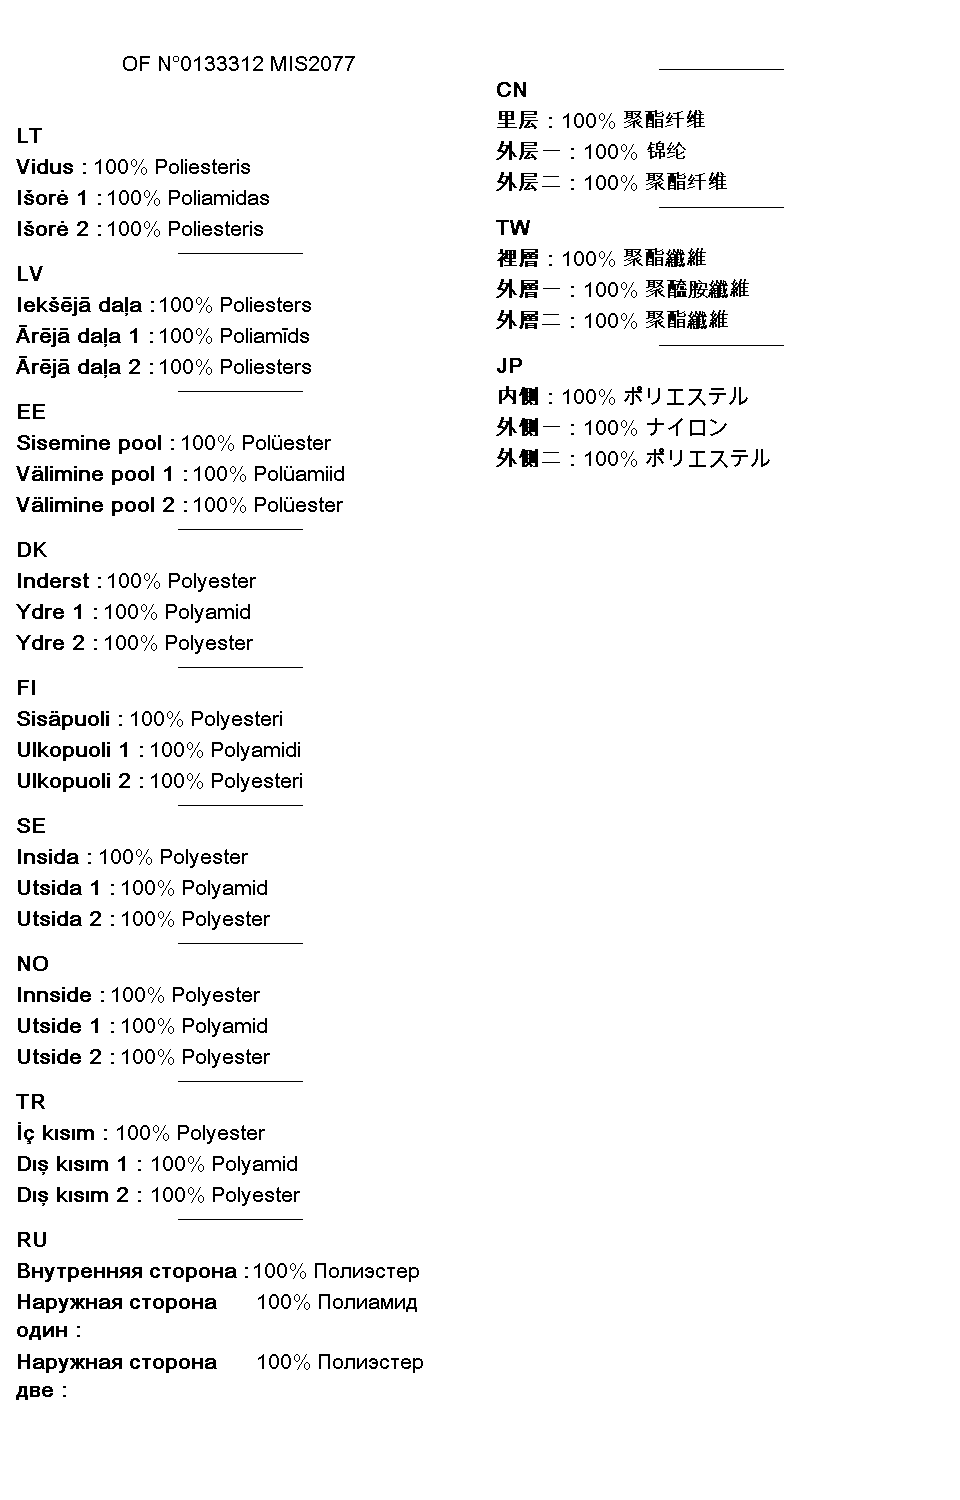 OF N°0133312 MIS2077
LT
Vidus : 100% Poliesteris
Išorė 1 : 100% Poliamidas
Išorė 2 : 100% Poliesteris
LV
Iekšējā daļa : 100% Poliesters
Ārējā daļa 1 : 100% Poliamīds
Ārējā daļa 2 : 100% Poliesters
EE
Sisemine pool : 100% Polüester
Välimine pool 1 : 100% Polüamiid
Välimine pool 2 : 100% Polüester
DK
Inderst : 100% Polyester
Ydre 1 : 100% Polyamid
Ydre 2 : 100% Polyester
FI
Sisäpuoli : 100% Polyesteri
Ulkopuoli 1 : 100% Polyamidi
Ulkopuoli 2 : 100% Polyesteri
SE
Insida : 100% Polyester
Utsida 1 : 100% Polyamid
Utsida 2 : 100% Polyester
NO
Innside : 100% Polyester
Utside 1 : 100% Polyamid
Utside 2 : 100% Polyester
TR
İç kısım : 100% Polyester
Dış kısım 1 : 100% Polyamid
Dış kısım 2 : 100% Polyester
RU
Внутренняя сторона : 100% Полиэстер
Наружная сторона 100% Полиамид
один :
Наружная сторона 100% Полиэстер
две :
CN
里层 : 100% 聚酯纤维
外层一 : 100% 锦纶
外层二 : 100% 聚酯纤维
TW
裡層 : 100% 聚酯纖維
外層一 : 100% 聚醯胺纖維
外層二 : 100% 聚酯纖維
JP
内側 : 100% ポリエステル
外側一 : 100% ナイロン
外側二 : 100% ポリエステル